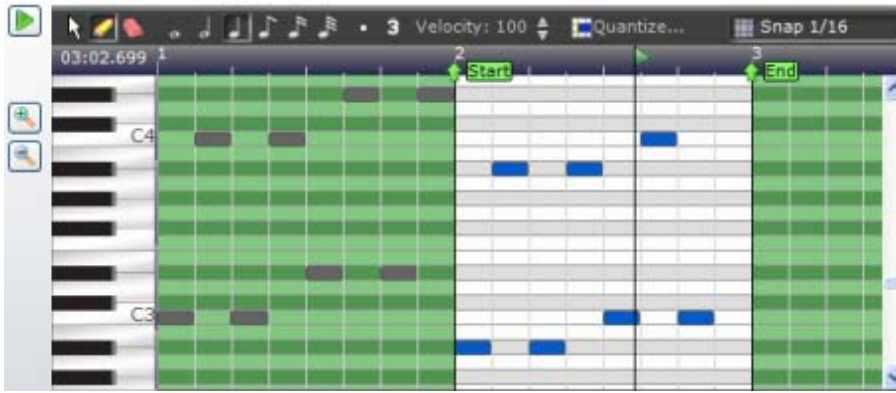 3 Velocity: 100 Quantize... Snap 1/16
03:02.699 1 2 3
Start End
C4
C3